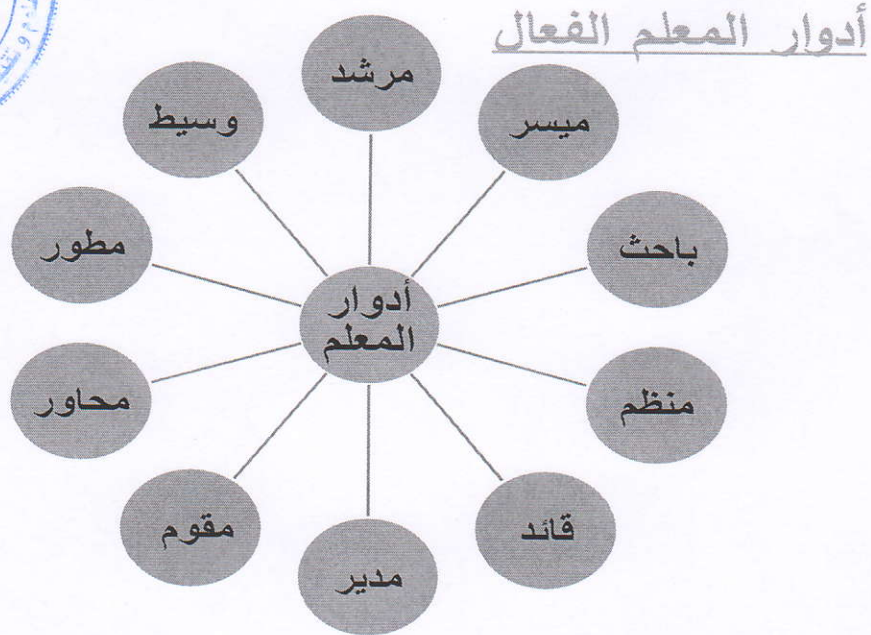 أدوار المعلم الفعال
مرشد
ميسر
باحث
منظم
قائد
مدير
مقوم
محاور
مطور
وسيط
أدوار
المعلم